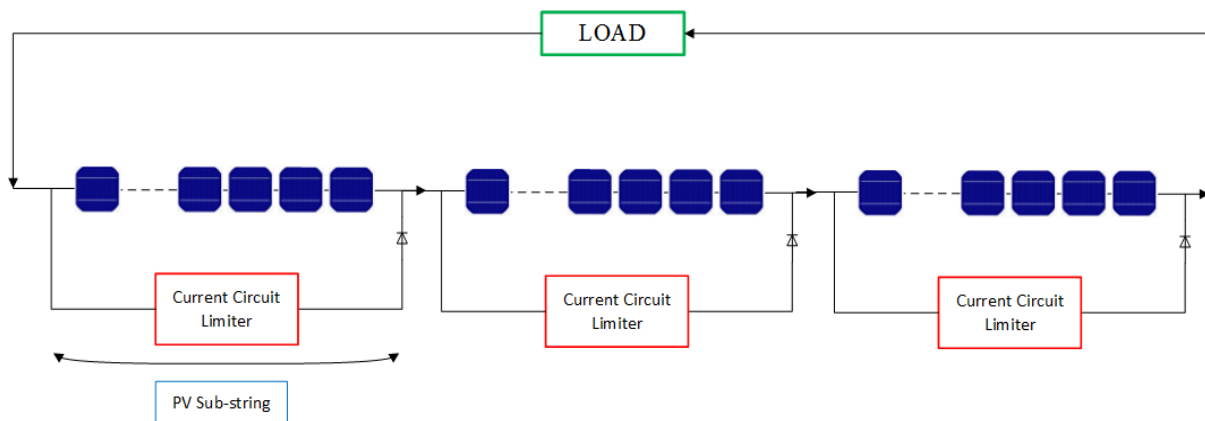 LOAD
Current Circuit
Limiter
Current Circuit
Limiter
Current Circuit
Limiter
PV Sub-string